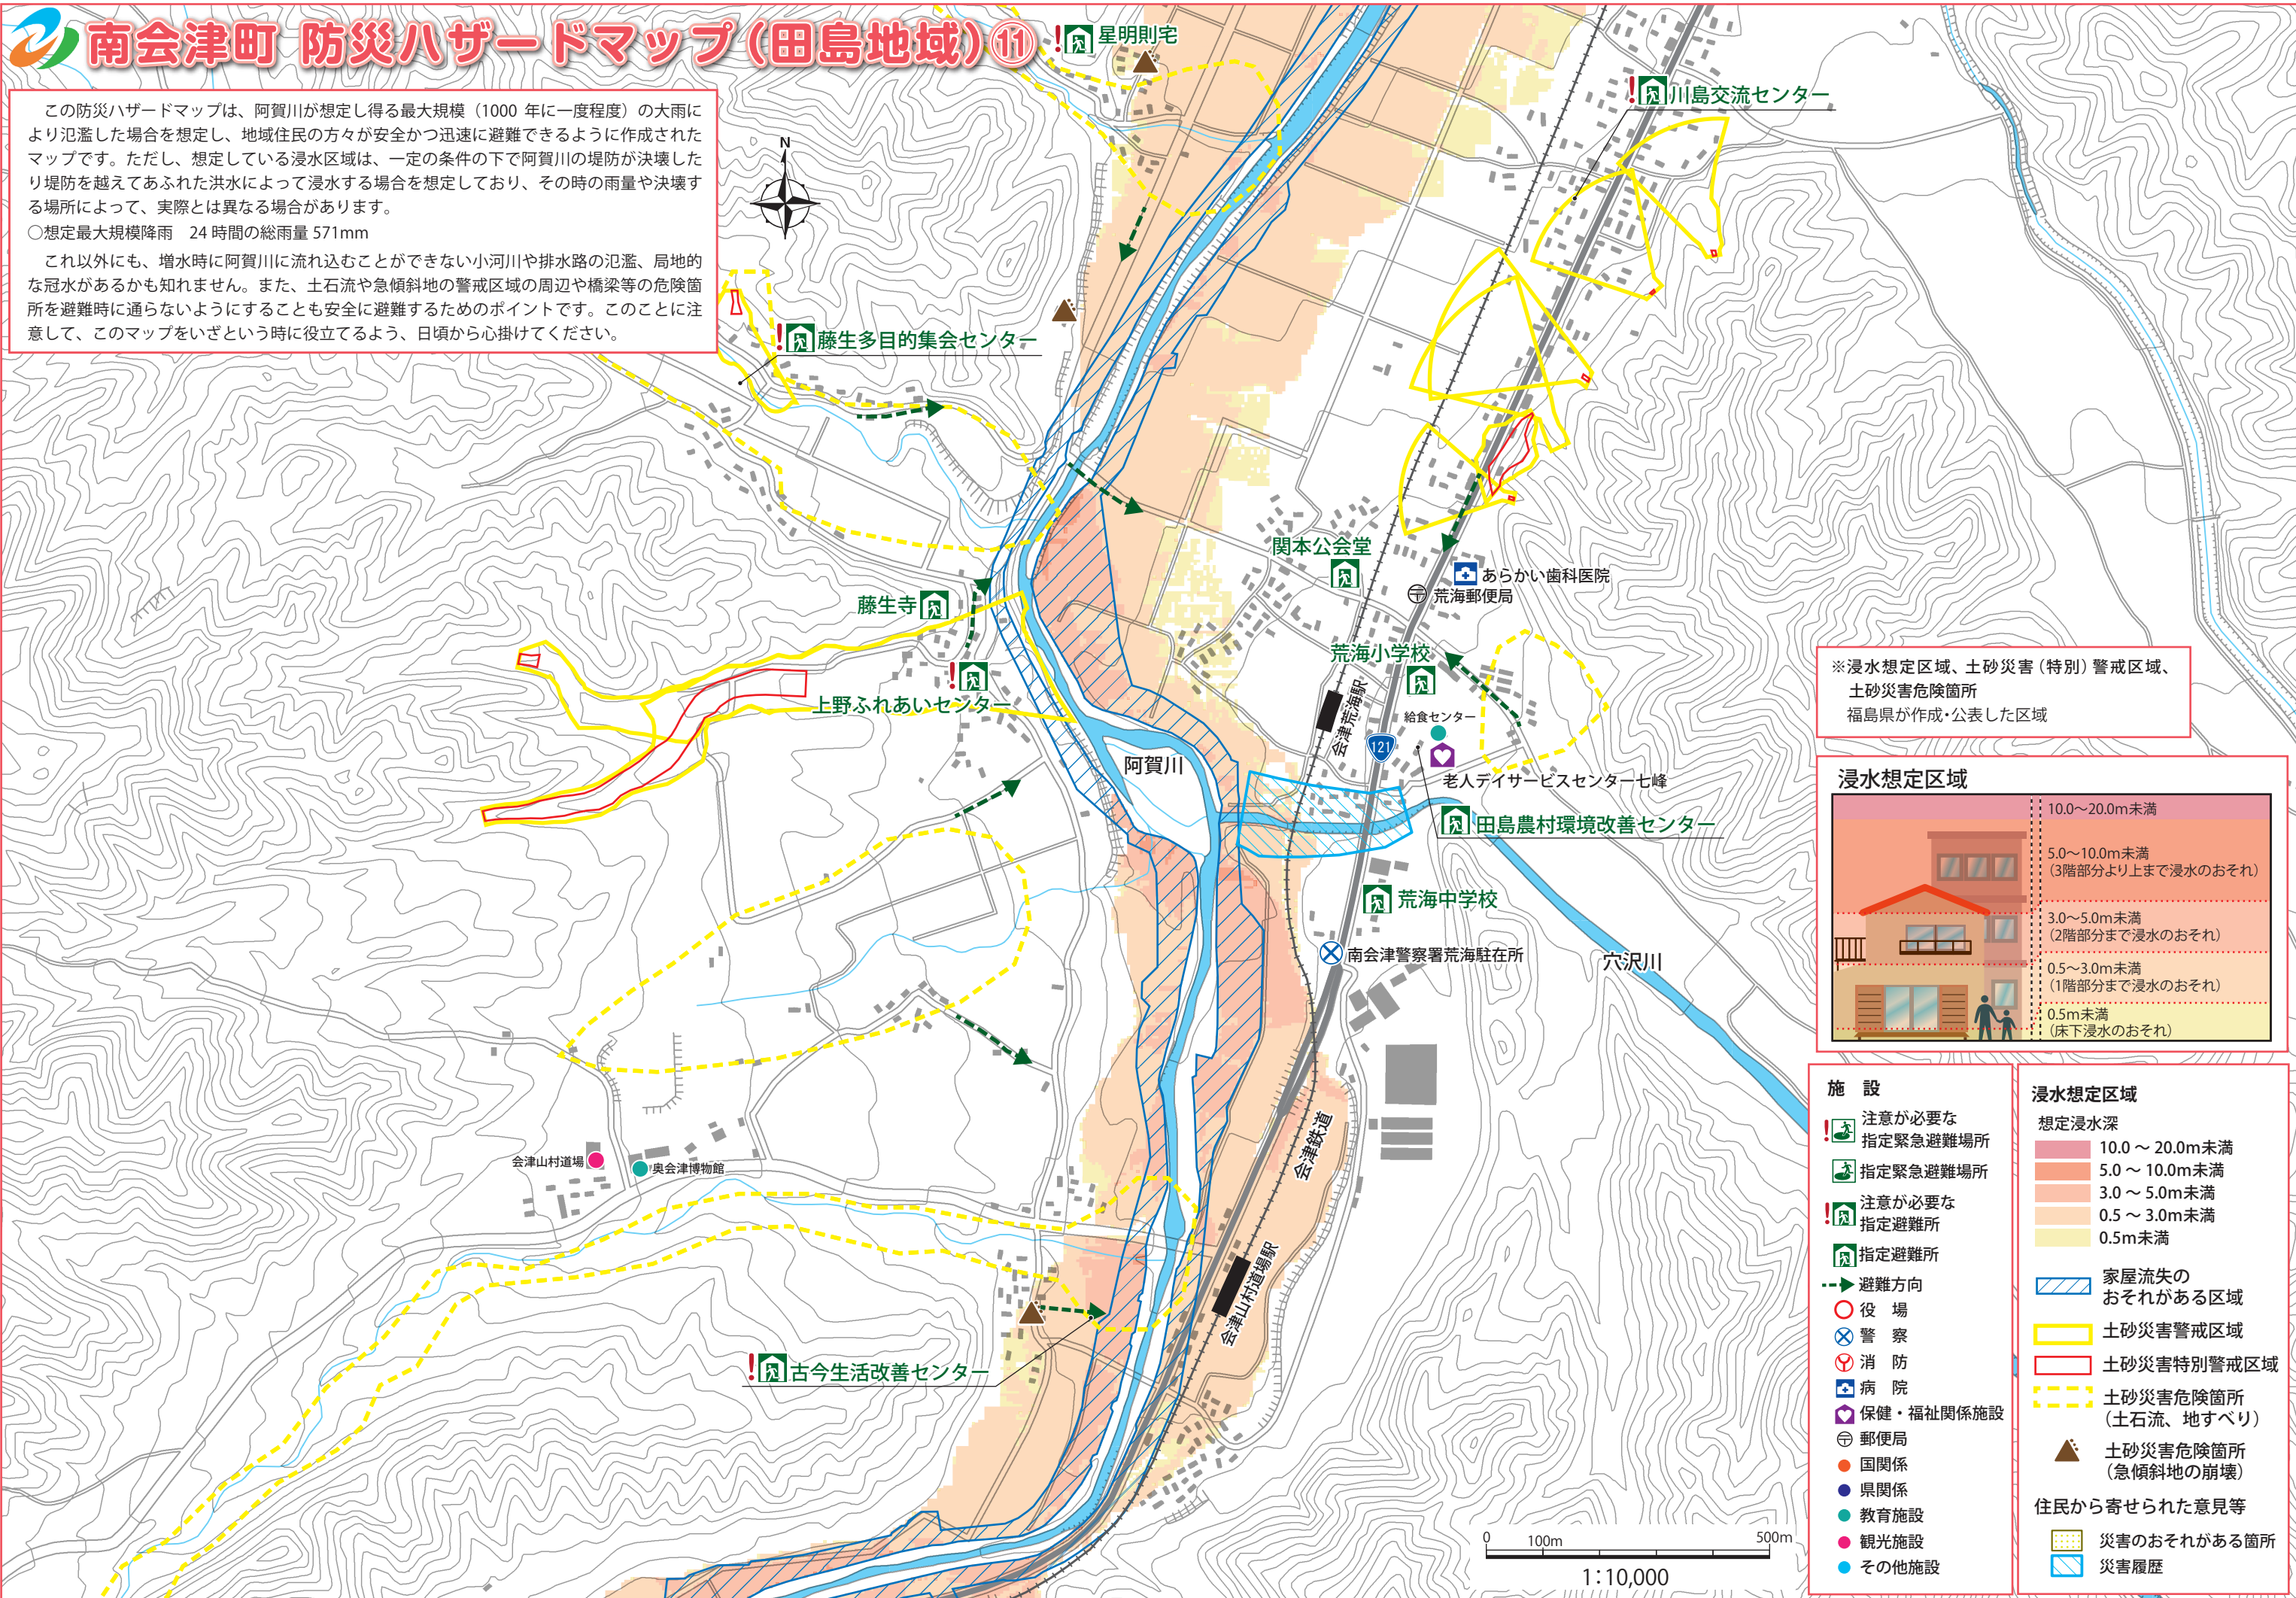 南会津町 防災ハザードマップ（田島地域）⑪
この防災ハザードマップは、阿賀川が想定し得る最大規模（1000 年に一度程度）の大雨に
より氾濫した場合を想定し、地域住民の方々が安全かつ迅速に避難できるように作成された
マップです。ただし、想定している浸水区域は、一定の条件の下で阿賀川の堤防が決壊した
り堤防を越えてあふれた洪水によって浸水する場合を想定しており、その時の雨量や決壊す
る場所によって、実際とは異なる場合があります。
○想定最大規模降雨　24 時間の総雨量 571mm
これ以外にも、増水時に阿賀川に流れ込むことができない小河川や排水路の氾濫、局地的
な冠水があるかも知れません。また、土石流や急傾斜地の警戒区域の周辺や橋梁等の危険箇
所を避難時に通らないようにすることも安全に避難するためのポイントです。このことに注
意して、このマップをいざという時に役立てるよう、日頃から心掛けてください。
N
!星明則宅
!川島交流センター
!藤生多目的集会センター
関本公会堂
あらかい歯科医院
荒海郵便局
藤生寺
!
上野ふれあいセンター
荒海小学校
会津荒海駅
給食センター
121
老人デイサービスセンター七峰
阿賀川
田島農村環境改善センター
荒海中学校
南会津警察署荒海駐在所
穴沢川
会津山村道場
奥会津博物館
会津鉄道
会津山村道場駅
!古今生活改善センター
※浸水想定区域、土砂災害（特別）警戒区域、
土砂災害危険箇所
福島県が作成・公表した区域
浸水想定区域
10.0〜20.0m未満
5.0〜10.0m未満
（3階部分より上まで浸水のおそれ）
3.0〜5.0m未満
（2階部分まで浸水のおそれ）
0.5〜3.0m未満
（1階部分まで浸水のおそれ）
0.5m未満
（床下浸水のおそれ）
施　設
!注意が必要な
指定緊急避難場所
指定緊急避難場所
!注意が必要な
指定避難所
指定避難所
避難方向
役　場
警　察
消　防
病　院
保健・福祉関係施設
郵便局
国関係
県関係
教育施設
観光施設
その他施設
浸水想定区域
想定浸水深
10.0 〜 20.0m未満
5.0 〜 10.0m未満
3.0 〜 5.0m未満
0.5 〜 3.0m未満
0.5m未満
家屋流失の
おそれがある区域
土砂災害警戒区域
土砂災害特別警戒区域
土砂災害危険箇所
（土石流、地すべり）
土砂災害危険箇所
（急傾斜地の崩壊）
住民から寄せられた意見等
災害のおそれがある箇所
災害履歴
0 100m 500m
1：10,000